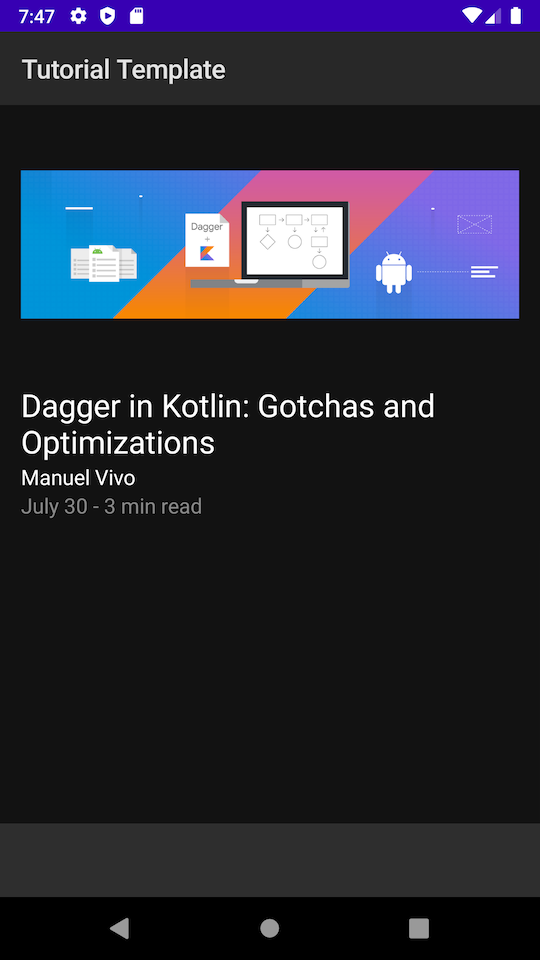 7:47
Tutorial Template
Dagger
+
Dagger in Kotlin: Gotchas and
Optimizations
Manuel Vivo
July 30 - 3 min read